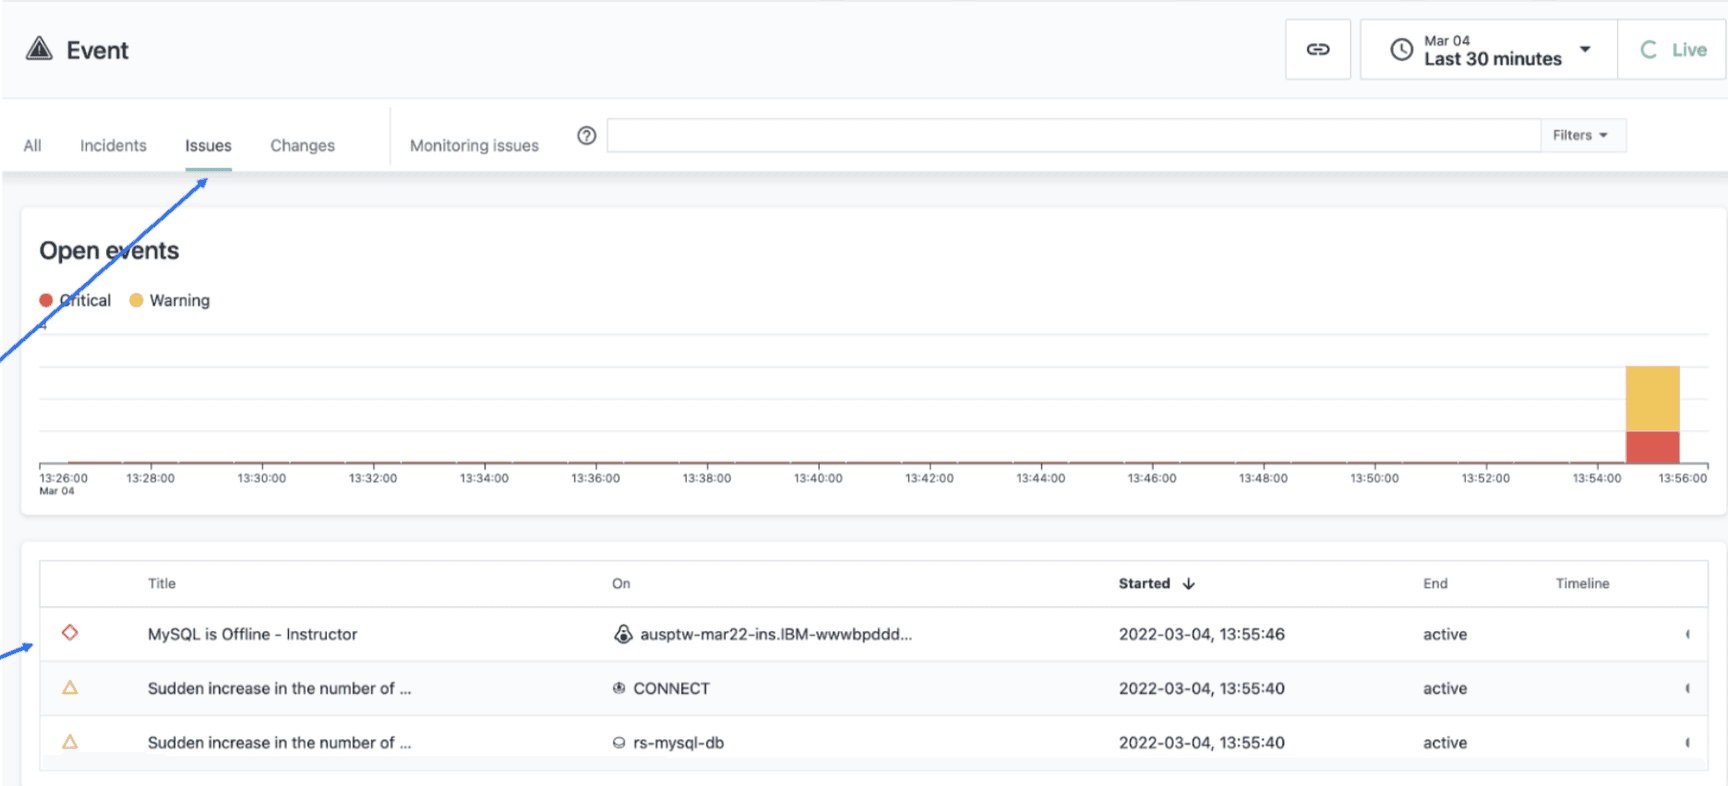 Event
Mar 04
Last 30 minutes
Live
All Incidents Issues Changes Monitoring issues Filters
Open events
Critical Warning
4
13:26:00 13:28:00 13:30:00 13:32:00 13:34:00 13:36:00 13:38:00 13:40:00 13:42:00 13:44:00 13:46:00 13:48:00 13:50:00 13:52:00 13:54:00 13:56:00
Mar 04
Title On Started End Timeline
MySQL is Offline - Instructor ausptw-mar22-ins.IBM-wwwbpddd... 2022-03-04, 13:55:46 active
Sudden increase in the number of ... CONNECT 2022-03-04, 13:55:40 active
Sudden increase in the number of ... rs-mysql-db 2022-03-04, 13:55:40 active